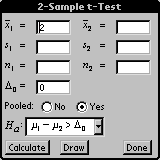 2-Sample t-Test
x̄₁ = 2 x̄₂ =
s₁ = s₂ =
n₁ = n₂ =
Δ₀ = 0
Pooled: No Yes
Hₐ: μ₁ - μ₂ > Δ₀
Calculate Draw Done